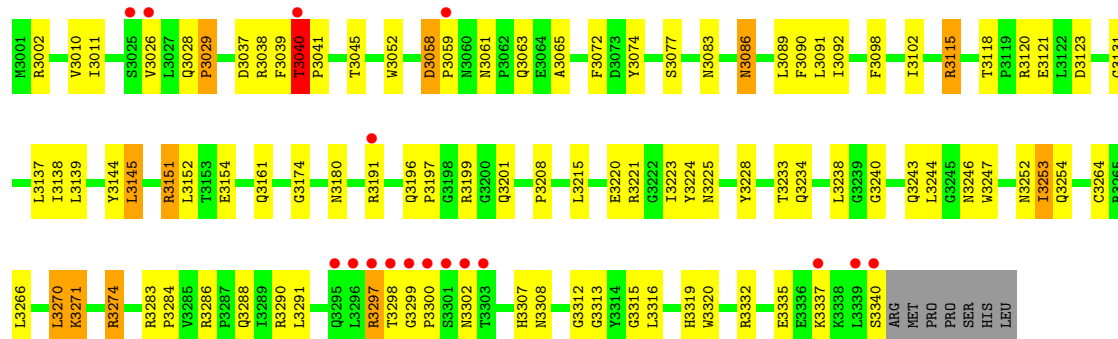 M3001 R3002 V3010 I3011 S3025 V3026 L3027 Q3028 P3029 D3037 R3038 F3039 T3040 P3041 T3045 W3052 D3058 P3059 N3060 N3061 P3062 Q3063 E3064 A3065 F3072 D3073 Y3074 S3077 N3083 N3086 L3089 F3090 L3091 I3092 F3098 I3102 R3115 T3118 P3119 R3120 E3121 L3122 D3123
L3137 I3138 L3139 Y3144 L3145 R3151 L3152 T3153 E3154 Q3161 G3174 N3180 R3191 Q3196 P3197 G3198 R3199 G3200 Q3201 P3208 L3215 E3220 R3221 G3222 I3223 Y3224 N3225 Y3228 T3233 Q3234 L3238 G3239 G3240 Q3243 L3244 G3245 N3246 W3247 N3252 I3253 Q3254 C3264
L3266 L3270 K3271 R3274 R3283 P3284 V3285 R3286 P3287 Q3288 I3289 R3290 L3291 Q3295 L3296 R3297 T3298 G3299 P3300 S3301 N3302 T3303 H3307 N3308 G3312 G3313 Y3314 G3315 L3316 H3319 W3320 R3332 E3335 E3336 K3337 K3338 L3339 S3340 ARG MET PRO PRO SER HIS LEU